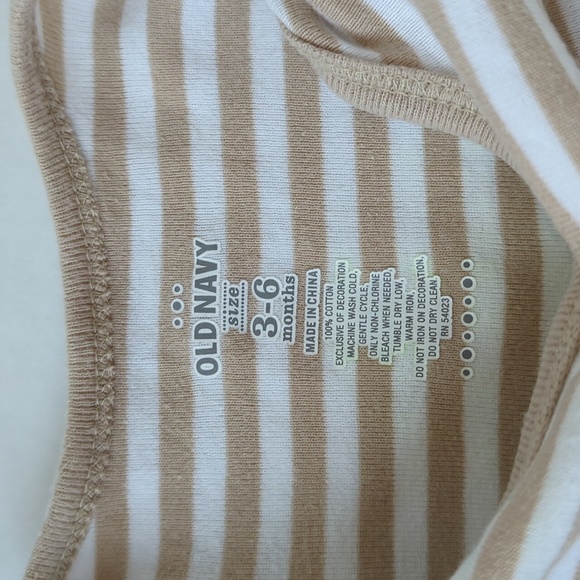 OLD NAVY
size
3-6
months
MADE IN CHINA
100% COTTON
EXCLUSIVE OF DECORATION
MACHINE WASH COLD,
GENTLE CYCLE,
ONLY NON-CHLORINE
BLEACH WHEN NEEDED,
TUMBLE DRY LOW,
WARM IRON,
DO NOT IRON ON DECORATION,
DO NOT DRY CLEAN.
RN 54023